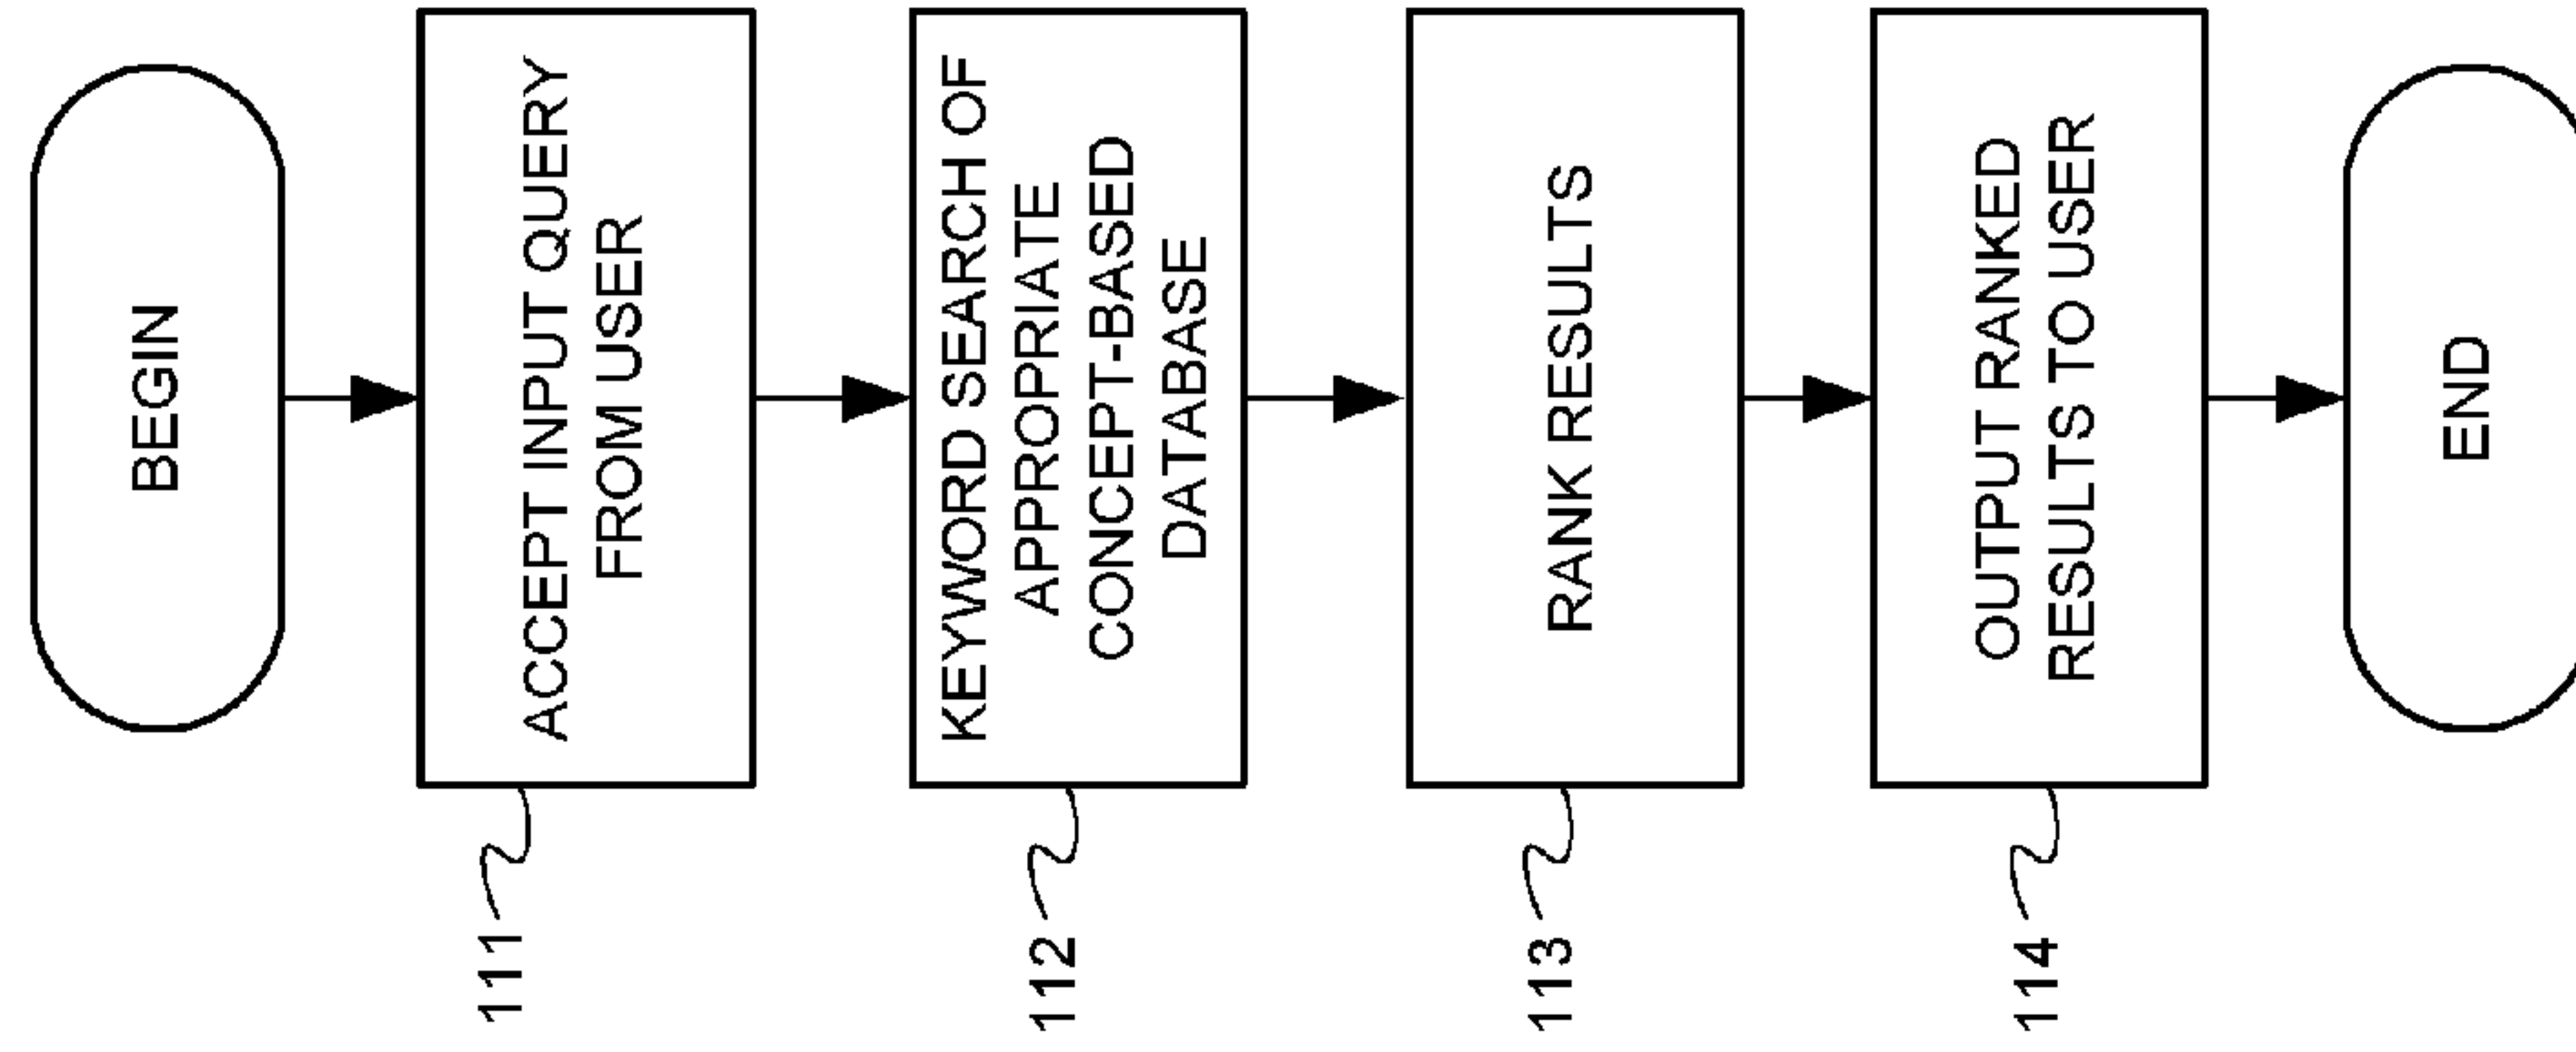 BEGIN
ACCEPT INPUT QUERY
FROM USER
111
KEYWORD SEARCH OF
APPROPRIATE
CONCEPT-BASED
DATABASE
112
RANK RESULTS
113
OUTPUT RANKED
RESULTS TO USER
114
END